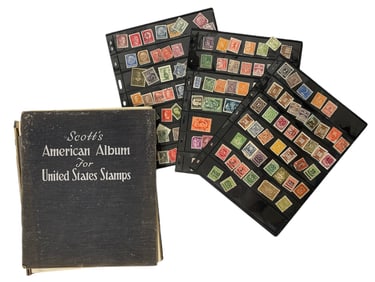 Scott's
American Album
For
United States Stamps